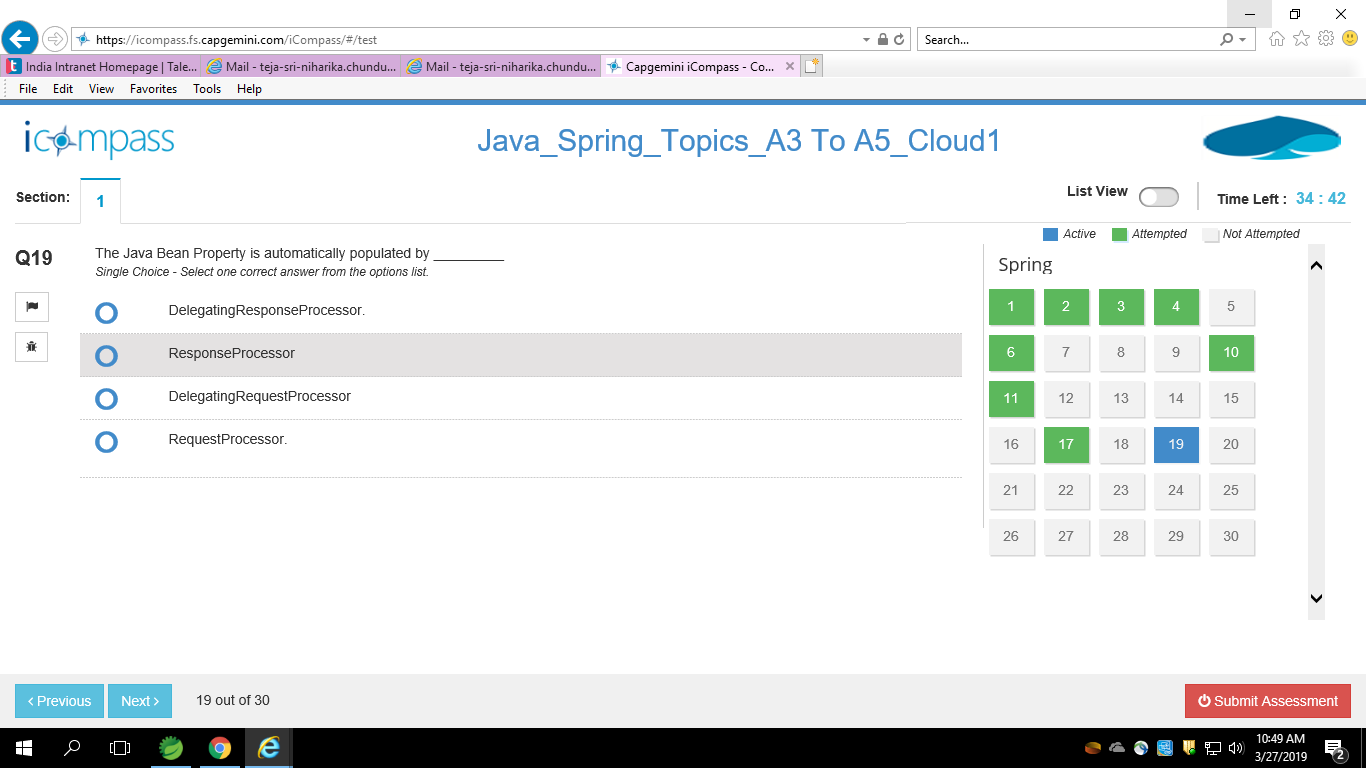 https://icompass.fs.capgemini.com/iCompass/#/test
Search...
India Intranet Homepage | Tale...
Mail - teja-sri-niharika.chundu...
Mail - teja-sri-niharika.chundu...
Capgemini iCompass - Co...
File Edit View Favorites Tools Help
icompass
Java_Spring_Topics_A3 To A5_Cloud1
Section: 1
List View
Time Left : 34 : 42
Active Attempted Not Attempted
Q19
The Java Bean Property is automatically populated by _________
Single Choice - Select one correct answer from the options list.
DelegatingResponseProcessor.
ResponseProcessor
DelegatingRequestProcessor
RequestProcessor.
Spring
1 2 3 4 5
6 7 8 9 10
11 12 13 14 15
16 17 18 19 20
21 22 23 24 25
26 27 28 29 30
‹ Previous
Next ›
19 out of 30
Submit Assessment
10:49 AM
3/27/2019
2